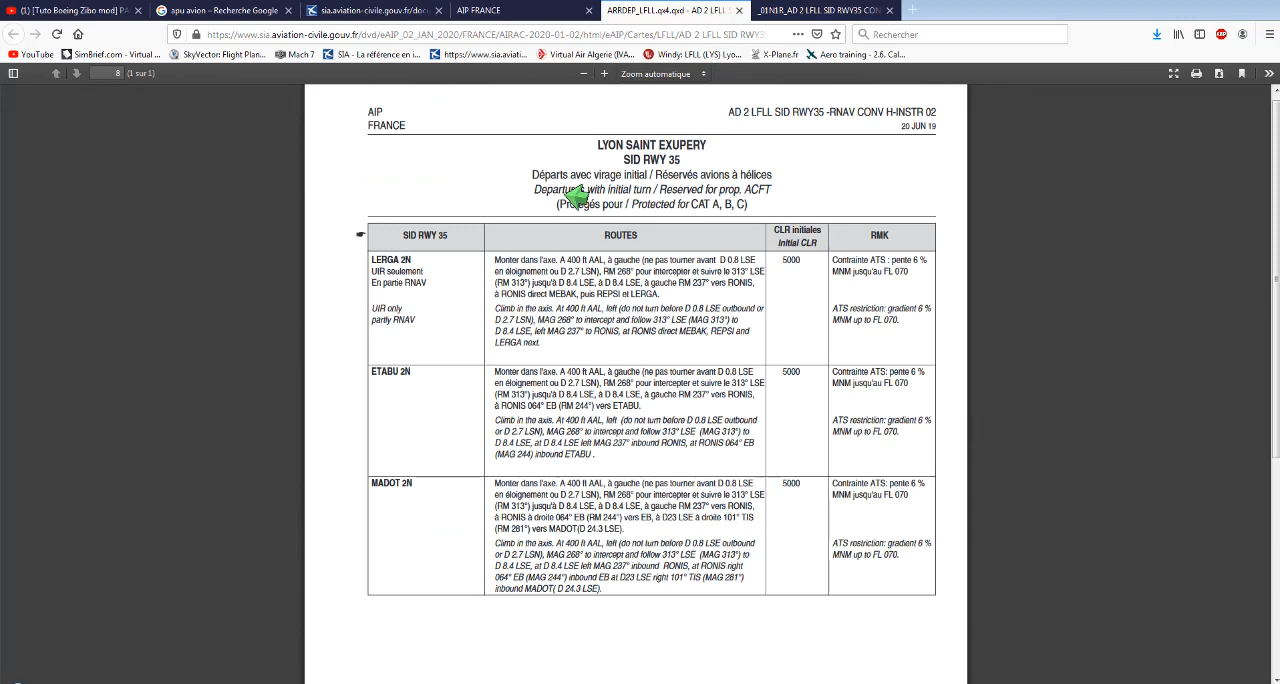 (1) [Tuto Boeing Zibo mod] PA
apu avion – Recherche Google
sia.aviation-civile.gouv.fr/docu
AIP FRANCE
ARRDEP_LFLL.qx4.qxd - AD 2 LFLL S
_01N1R_AD 2 LFLL SID RWY35 CON
https://www.sia.aviation-civile.gouv.fr/dvd/eAIP_02_JAN_2020/FRANCE/AIRAC-2020-01-02/html/eAIP/Cartes/LFLL/AD 2 LFLL SID RWY3
Rechercher
YouTube
SimBrief.com - Virtual ...
SkyVector: Flight Plan...
Mach 7
SIA - La référence en i...
https://www.sia.aviati...
Virtual Air Algerie (VA...
Windy: LFLL (LYS) Lyo...
X-Plane.fr
Aero training - 2.6. Cal...
8
(1 sur 1)
Zoom automatique
AIP
FRANCE
AD 2 LFLL SID RWY35 -RNAV CONV H-INSTR 02
20 JUN 19
LYON SAINT EXUPERY
SID RWY 35
Départs avec virage initial / Réservés avions à hélices
Departures with initial turn / Reserved for prop. ACFT
(Protégés pour / Protected for CAT A, B, C)
SID RWY 35
ROUTES
CLR initiales
Initial CLR
RMK
LERGA 2N
UIR seulement
En partie RNAV
UIR only
partly RNAV
Monter dans l'axe. A 400 ft AAL, à gauche (ne pas tourner avant D 0.8 LSE
en éloignement ou D 2.7 LSN), RM 268° pour intercepter et suivre le 313° LSE
(RM 313°) jusqu'à D 8.4 LSE, à D 8.4 LSE, à gauche RM 237° vers RONIS,
à RONIS direct MEBAK, puis REPSI et LERGA.
Climb in the axis. At 400 ft AAL, left (do not turn before D 0.8 LSE outbound or
D 2.7 LSN), MAG 268° to intercept and follow 313° LSE (MAG 313°) to
D 8.4 LSE, left MAG 237° to RONIS, at RONIS direct MEBAK, REPSI and
LERGA next.
5000
Contrainte ATS : pente 6 %
MNM jusqu'au FL 070
ATS restriction: gradient 6 %
MNM up to FL 070.
ETABU 2N
Monter dans l'axe. A 400 ft AAL, à gauche (ne pas tourner avant D 0.8 LSE
en éloignement ou D 2.7 LSN), RM 268° pour intercepter et suivre le 313° LSE
(RM 313°) jusqu'à D 8.4 LSE, à D 8.4 LSE, à gauche RM 237° vers RONIS,
à RONIS 064° EB (RM 244°) vers ETABU.
Climb in the axis. At 400 ft AAL, left (do not turn before D 0.8 LSE outbound
or D 2.7 LSN), MAG 268° to intercept and follow 313° LSE (MAG 313°) to
D 8.4 LSE, at D 8.4 LSE left MAG 237° inbound RONIS, at RONIS 064° EB
(MAG 244) inbound ETABU .
5000
Contrainte ATS: pente 6 %
MNM jusqu'au FL 070
ATS restriction: gradient 6 %
MNM up to FL 070.
MADOT 2N
Monter dans l'axe. A 400 ft AAL, à gauche (ne pas tourner avant D 0.8 LSE
en éloignement ou D 2.7 LSN), RM 268° pour intercepter et suivre le 313° LSE
(RM 313°) jusqu'à D 8.4 LSE, à D 8.4 LSE, à gauche RM 237° vers RONIS,
à RONIS à droite 064° EB (RM 244°) vers EB, à D23 LSE à droite 101° TIS
(RM 281°) vers MADOT(D 24.3 LSE).
Climb in the axis. At 400 ft AAL, left (do not turn before D 0.8 LSE outbound
or D 2.7 LSN), MAG 268° to intercept and follow 313° LSE (MAG 313°) to
D 8.4 LSE, at D 8.4 LSE left MAG 237° inbound RONIS, at RONIS right
064° EB (MAG 244°) inbound EB at D23 LSE right 101° TIS (MAG 281°)
inbound MADOT( D 24.3 LSE).
5000
Contrainte ATS: pente 6 %
MNM jusqu'au FL 070
ATS restriction: gradient 6 %
MNM up to FL 070.